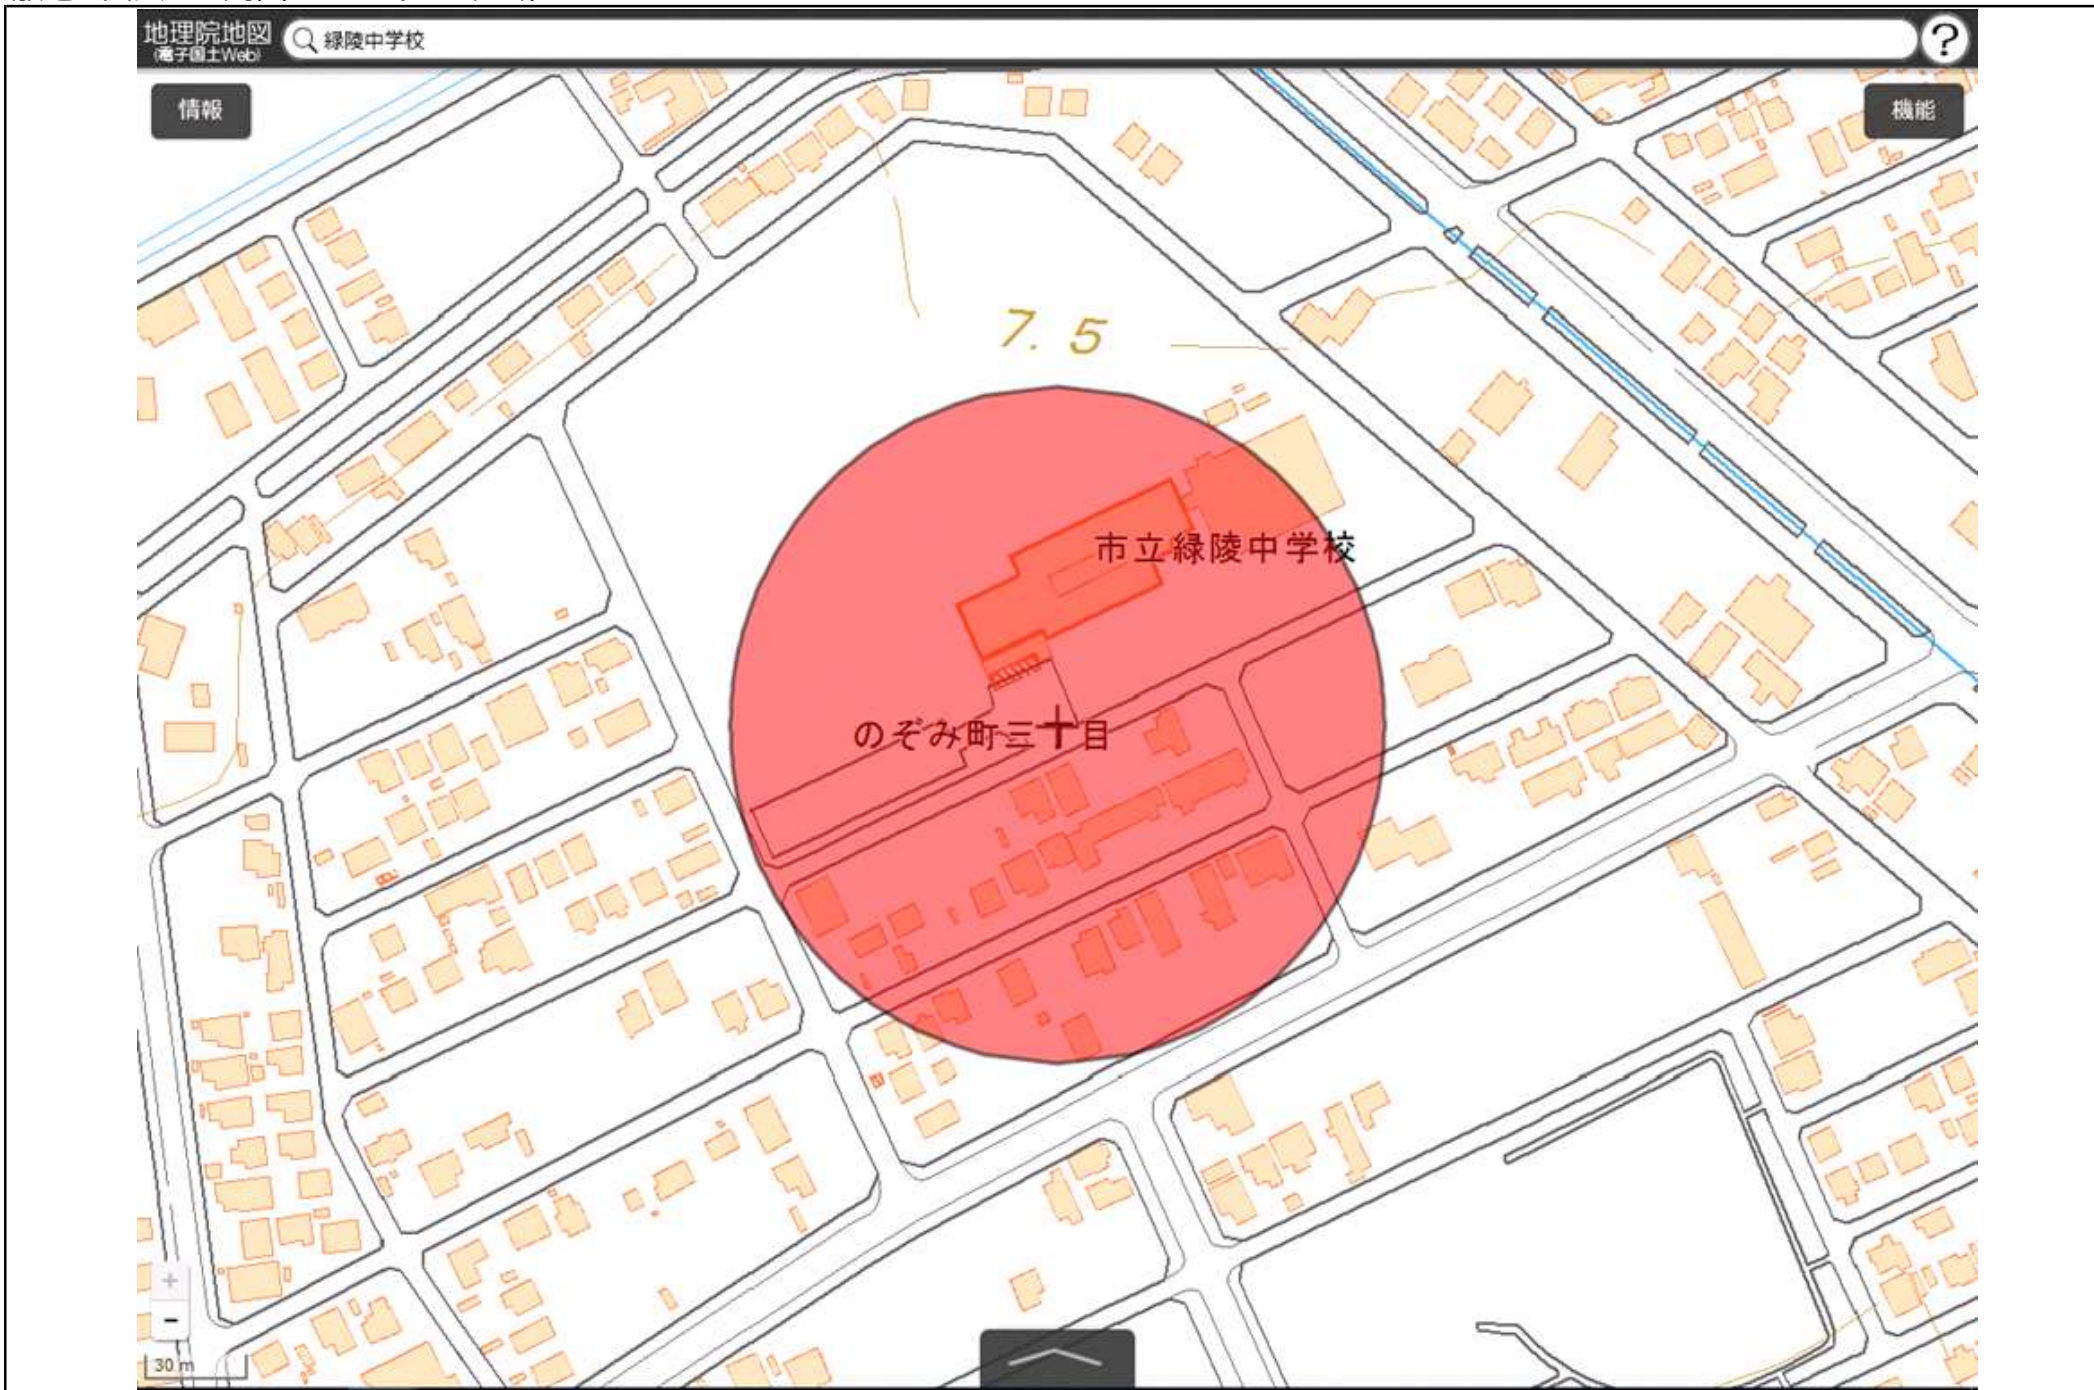 地理院地図
(電子国土Web)
緑陵中学校
?
情報
機能
7.5
市立緑陵中学校
のぞみ町三丁目
+
-
30 m